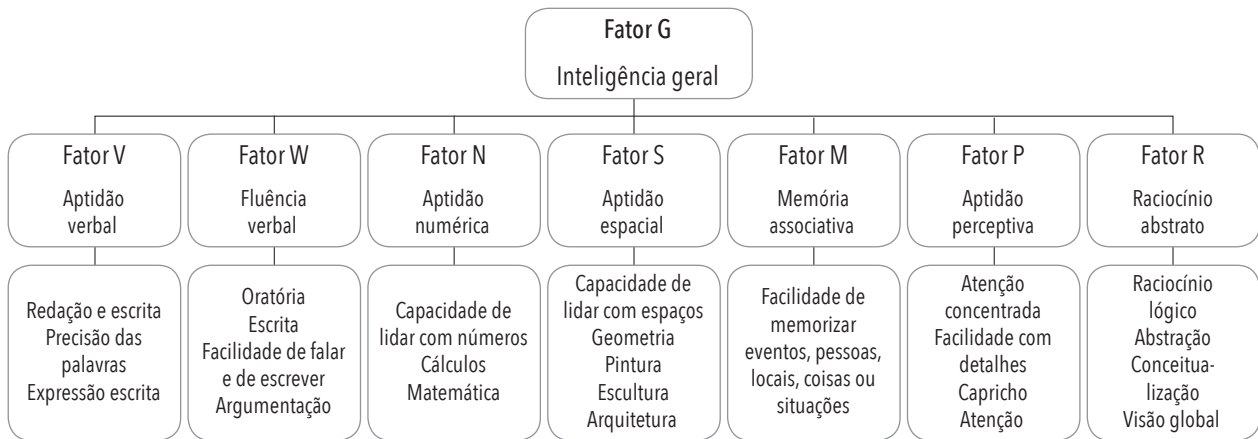 Fator G
Inteligência geral
Fator V
Aptidão
verbal
Fator W
Fluência
verbal
Fator N
Aptidão
numérica
Fator S
Aptidão
espacial
Fator M
Memória
associativa
Fator P
Aptidão
perceptiva
Fator R
Raciocínio
abstrato
Redação e escrita
Precisão das
palavras
Expressão escrita
Oratória
Escrita
Facilidade de falar
e de escrever
Argumentação
Capacidade de
lidar com números
Cálculos
Matemática
Capacidade de
lidar com espaços
Geometria
Pintura
Escultura
Arquitetura
Facilidade de
memorizar
eventos, pessoas,
locais, coisas ou
situações
Atenção
concentrada
Facilidade com
detalhes
Capricho
Atenção
Raciocínio
lógico
Abstração
Conceitua-
lização
Visão global